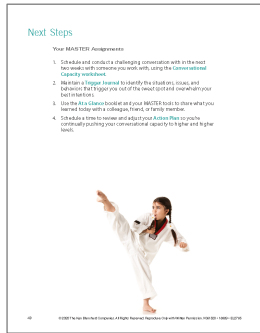 Next Steps
Your MASTER Assignments
1. Schedule and conduct a challenging conversation with in the next
two weeks with someone you work with, using the Conversational
Capacity worksheet.
2. Maintain a Trigger Journal to identify the situations, issues, and
behaviors that trigger you out of the sweet spot and overwhelm your
best intentions.
3. Use the At a Glance booklet and your MASTER tools to share what you
learned today with a colleague, friend, or family member.
4. Schedule a time to review and adjust your Action Plan so you're
continually pushing your conversational capacity to higher and higher
levels.